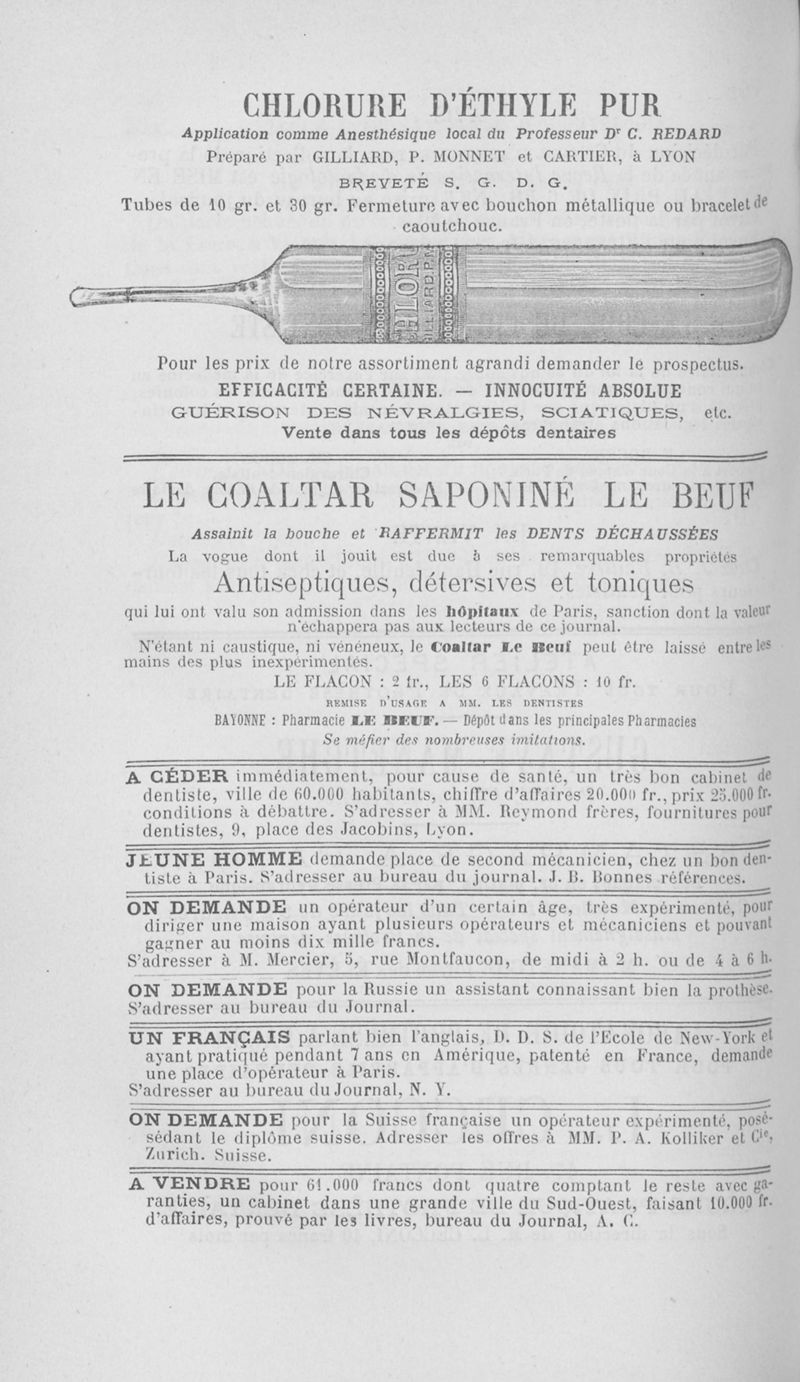 CHLORURE D'ÉTHYLE PUR
Application comme Anesthésique local du Professeur Dr C. REDARD
Préparé par GILLIARD, P. MONNET et CARTIER, à LYON
BREVETÉ S. G. D. G.
Tubes de 10 gr. et 30 gr. Fermeture avec bouchon métallique ou bracelet de
caoutchouc.
HLORU
ILLIARD.P.M
Pour les prix de notre assortiment agrandi demander le prospectus.
EFFICACITÉ CERTAINE. — INNOCUITÉ ABSOLUE
GUÉRISON DES NÉVRALGIES, SCIATIQUES, etc.
Vente dans tous les dépôts dentaires
LE COALTAR SAPONINÉ LE BEUF
Assainit la bouche et RAFFERMIT les DENTS DÉCHAUSSÉES
La vogue dont il jouit est due à ses remarquables propriétés
Antiseptiques, détersives et toniques
qui lui ont valu son admission dans les hôpitaux de Paris, sanction dont la valeur
n'échappera pas aux lecteurs de ce journal.
N'étant ni caustique, ni vénéneux, le Coaltar Le Beuf peut être laissé entre les
mains des plus inexpérimentés.
LE FLACON : 2 fr., LES 6 FLACONS : 10 fr.
REMISE D'USAGE A MM. LES DENTISTES
BAYONNE : Pharmacie LE BEUF. — Dépôt dans les principales Pharmacies
Se méfier des nombreuses imitations.
A CÉDER immédiatement, pour cause de santé, un très bon cabinet de
dentiste, ville de 60.000 habitants, chiffre d'affaires 20.000 fr., prix 25.000 fr.
conditions à débattre. S'adresser à MM. Reymond frères, fournitures pour
dentistes, 9, place des Jacobins, Lyon.
JEUNE HOMME demande place de second mécanicien, chez un bon den-
tiste à Paris. S'adresser au bureau du journal. J. B. Bonnes références.
ON DEMANDE un opérateur d'un certain âge, très expérimenté, pour
diriger une maison ayant plusieurs opérateurs et mécaniciens et pouvant
gagner au moins dix mille francs.
S'adresser à M. Mercier, 5, rue Montfaucon, de midi à 2 h. ou de 4 à 6 h.
ON DEMANDE pour la Russie un assistant connaissant bien la prothèse.
S'adresser au bureau du Journal.
UN FRANÇAIS parlant bien l'anglais, D. D. S. de l'Ecole de New-York et
ayant pratiqué pendant 7 ans en Amérique, patenté en France, demande
une place d'opérateur à Paris.
S'adresser au bureau du Journal, N. Y.
ON DEMANDE pour la Suisse française un opérateur expérimenté, posé-
sédant le diplôme suisse. Adresser les offres à MM. P. A. Kolliker et Cie,
Zurich. Suisse.
A VENDRE pour 61.000 francs dont quatre comptant le reste avec ga-
ranties, un cabinet dans une grande ville du Sud-Ouest, faisant 10.000 fr.
d'affaires, prouvé par les livres, bureau du Journal, A. C.